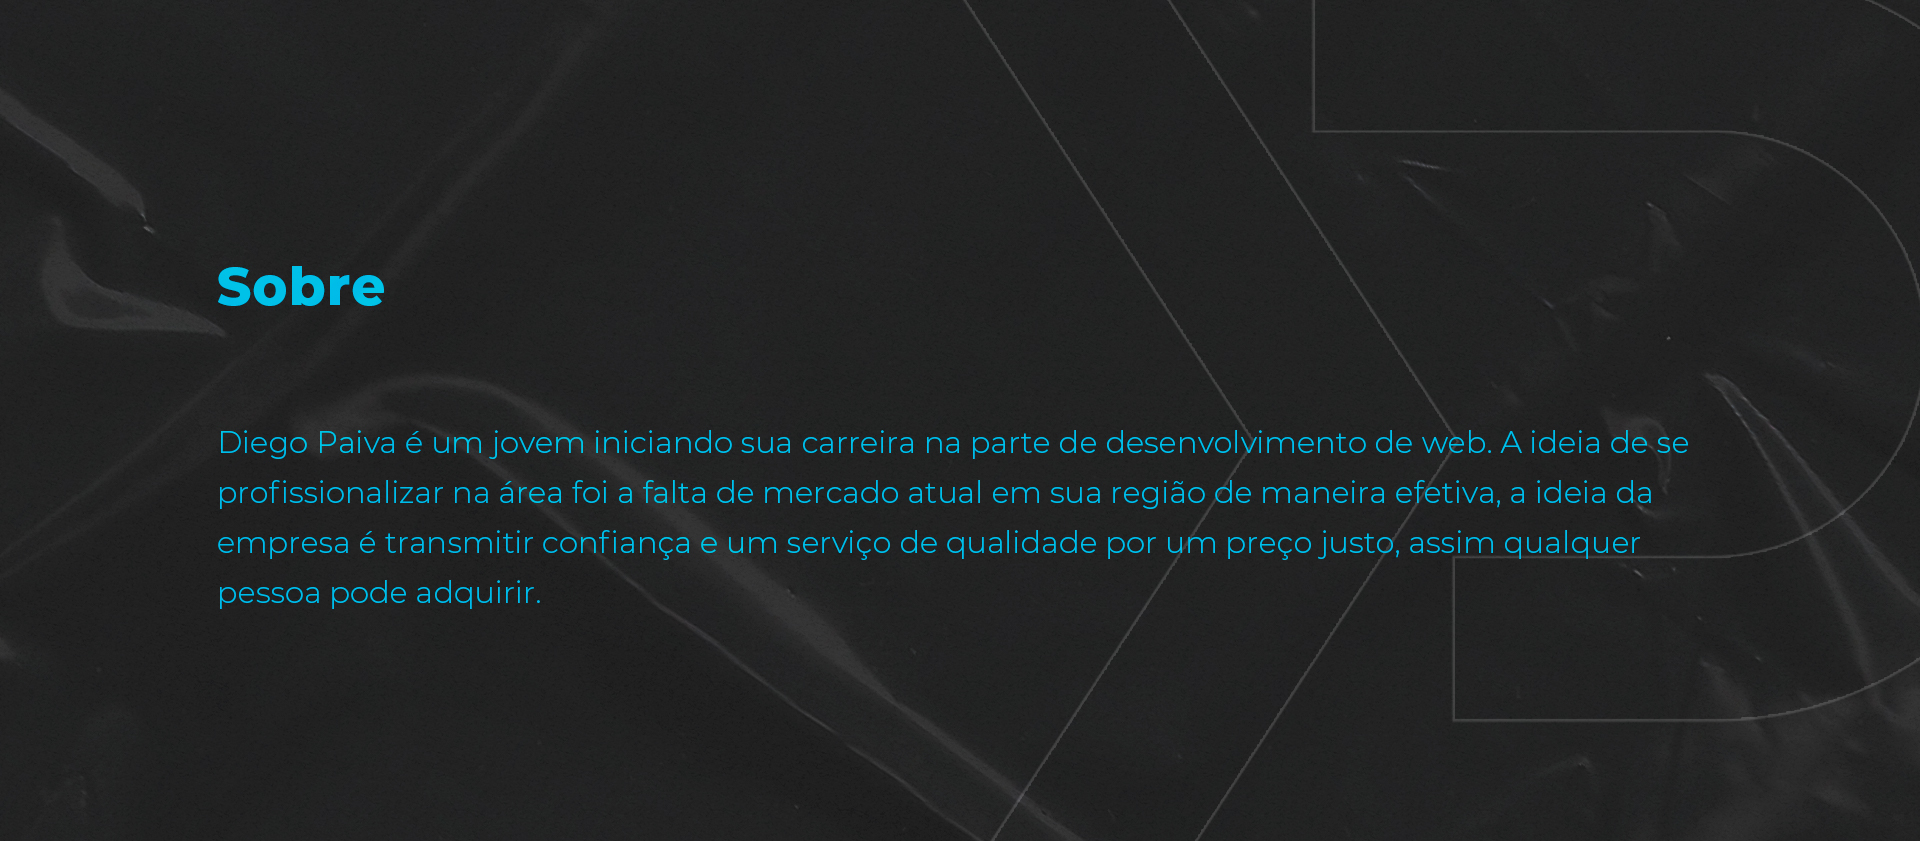 Sobre
Diego Paiva é um jovem iniciando sua carreira na parte de desenvolvimento de web. A ideia de se
profissionalizar na área foi a falta de mercado atual em sua região de maneira efetiva, a ideia da
empresa é transmitir confiança e um serviço de qualidade por um preço justo, assim qualquer
pessoa pode adquirir.